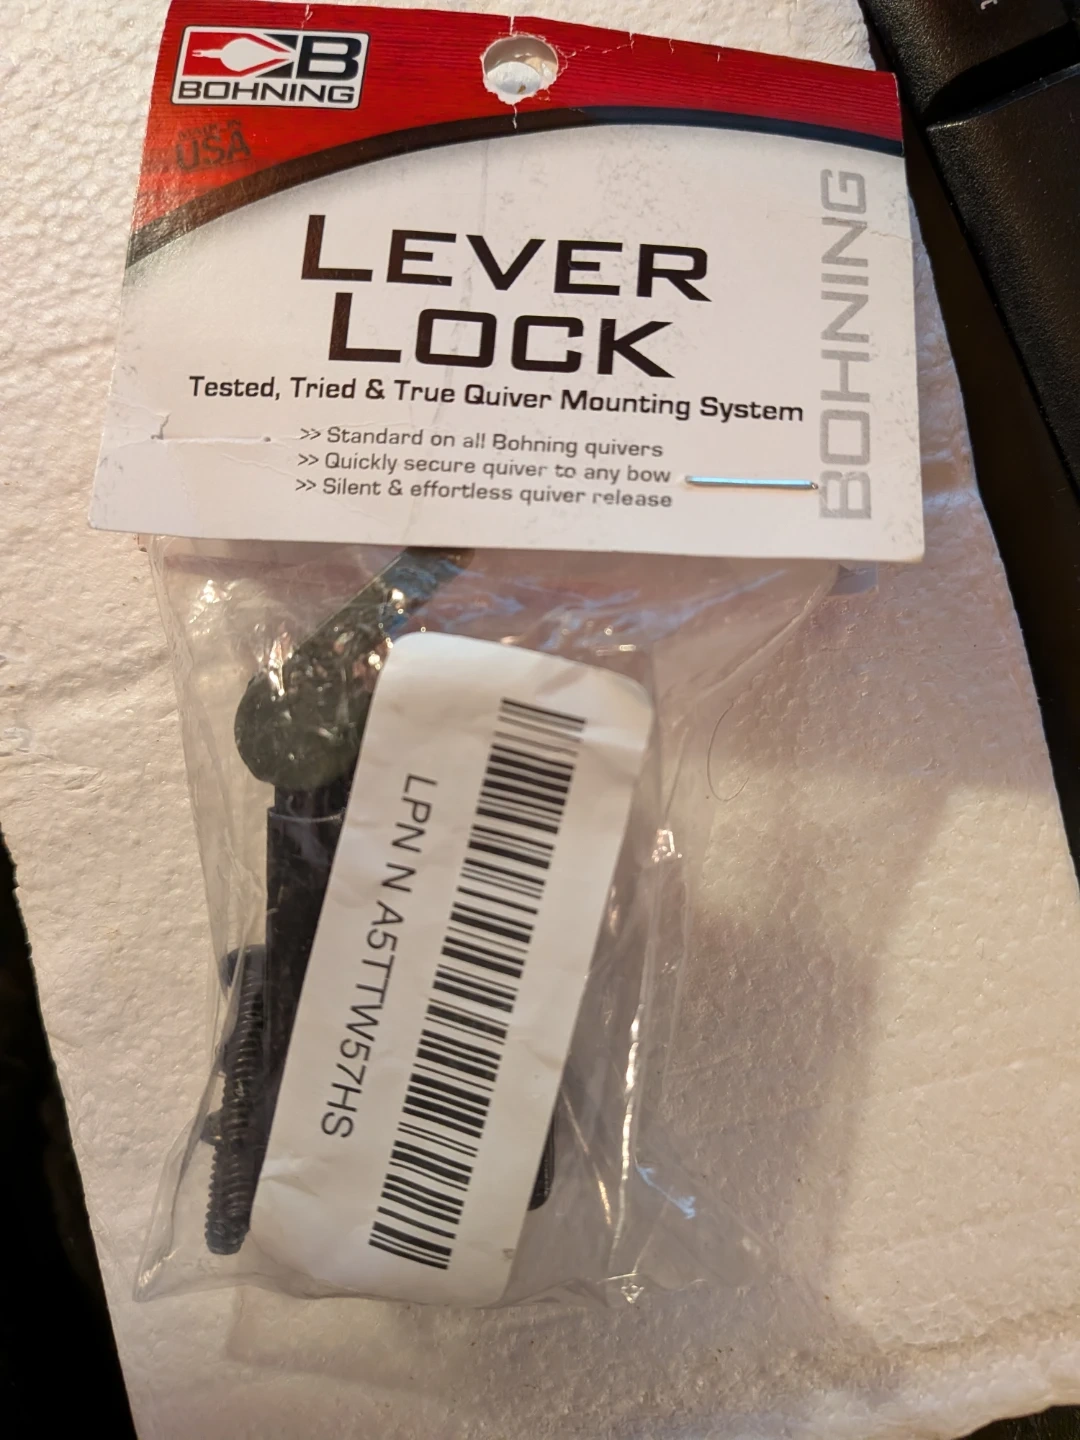 B
BOHNING
MADE IN
USA
LEVER
LOCK
Tested, Tried & True Quiver Mounting System
>> Standard on all Bohning quivers
>> Quickly secure quiver to any bow
>> Silent & effortless quiver release
BOHNING
LPN N A5TTW57HS
t